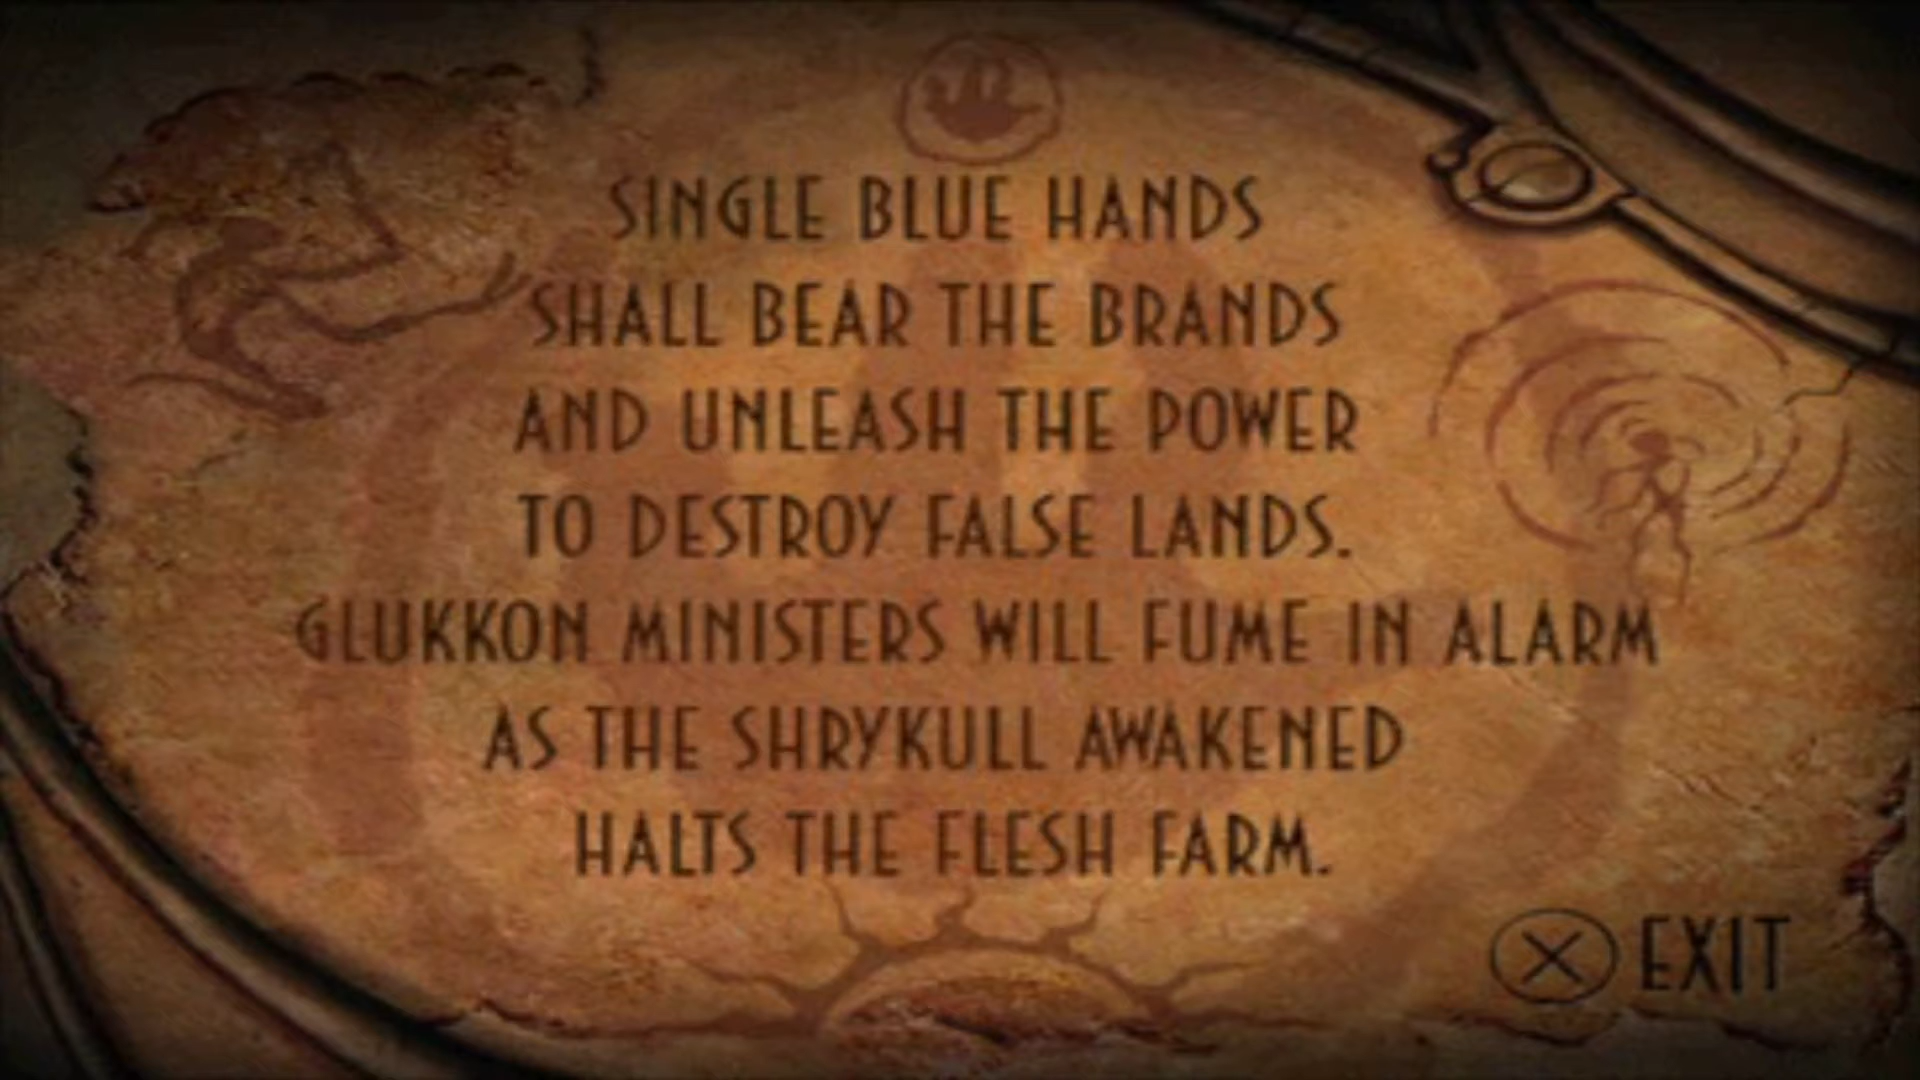 SINGLE BLUE HANDS
SHALL BEAR THE BRANDS
AND UNLEASH THE POWER
TO DESTROY FALSE LANDS.
GLUKKON MINISTERS WILL FUME IN ALARM
AS THE SHRYKULL AWAKENED
HALTS THE FLESH FARM.
EXIT